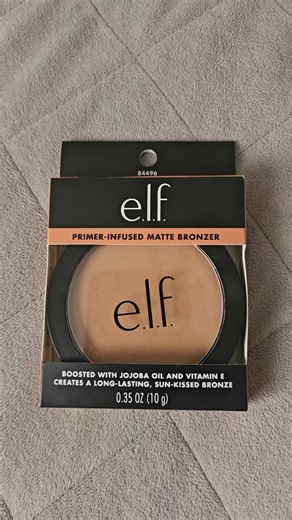 84496
e.l.f.
PRIMER-INFUSED MATTE BRONZER
e.l.f.
BOOSTED WITH JOJOBA OIL AND VITAMIN E
CREATES A LONG-LASTING, SUN-KISSED BRONZE
0.35 OZ (10 g)